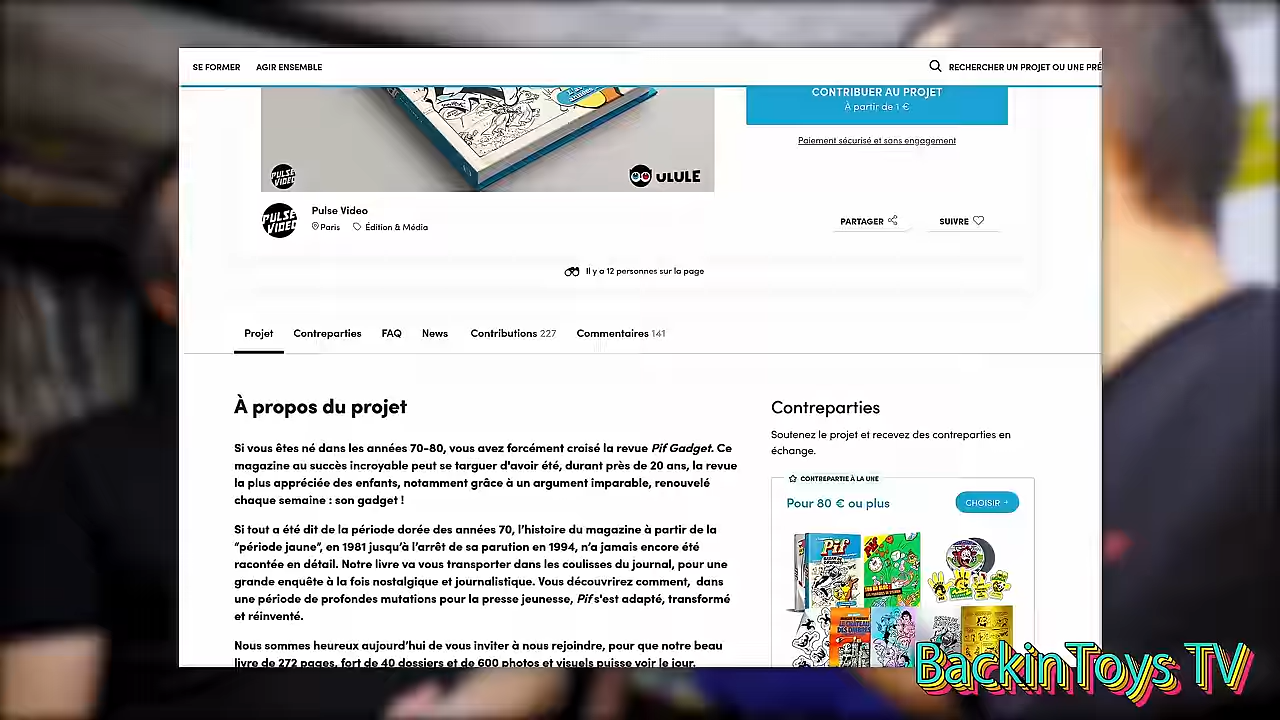 SE FORMER AGIR ENSEMBLE RECHERCHER UN PROJET OU UNE PRÉ
CONTRIBUER AU PROJET
À partir de 1 €
Paiement sécurisé et sans engagement
PULSE VIDEO
ULULE
PULSE VIDEO
Pulse Video
Paris Édition & Média
PARTAGER SUIVRE
Il y a 12 personnes sur la page
Projet Contreparties FAQ News Contributions 227 Commentaires 141
À propos du projet
Si vous êtes né dans les années 70-80, vous avez forcément croisé la revue Pif Gadget. Ce
magazine au succès incroyable peut se targuer d'avoir été, durant près de 20 ans, la revue
la plus appréciée des enfants, notamment grâce à un argument imparable, renouvelé
chaque semaine : son gadget !
Si tout a été dit de la période dorée des années 70, l'histoire du magazine à partir de la
"période jaune", en 1981 jusqu'à l'arrêt de sa parution en 1994, n'a jamais encore été
racontée en détail. Notre livre va vous transporter dans les coulisses du journal, pour une
grande enquête à la fois nostalgique et journalistique. Vous découvrirez comment, dans
une période de profondes mutations pour la presse jeunesse, Pif s'est adapté, transformé
et réinventé.
Nous sommes heureux aujourd'hui de vous inviter à nous rejoindre, pour que notre beau
livre de 272 pages, fort de 40 dossiers et de 600 photos et visuels puisse voir le jour.
Contreparties
Soutenez le projet et recevez des contreparties en
échange.
CONTREPARTIE À LA UNE
Pour 80 € ou plus CHOISIR
Pif
LE CHATEAU
DES OMBRES
BackinToys TV